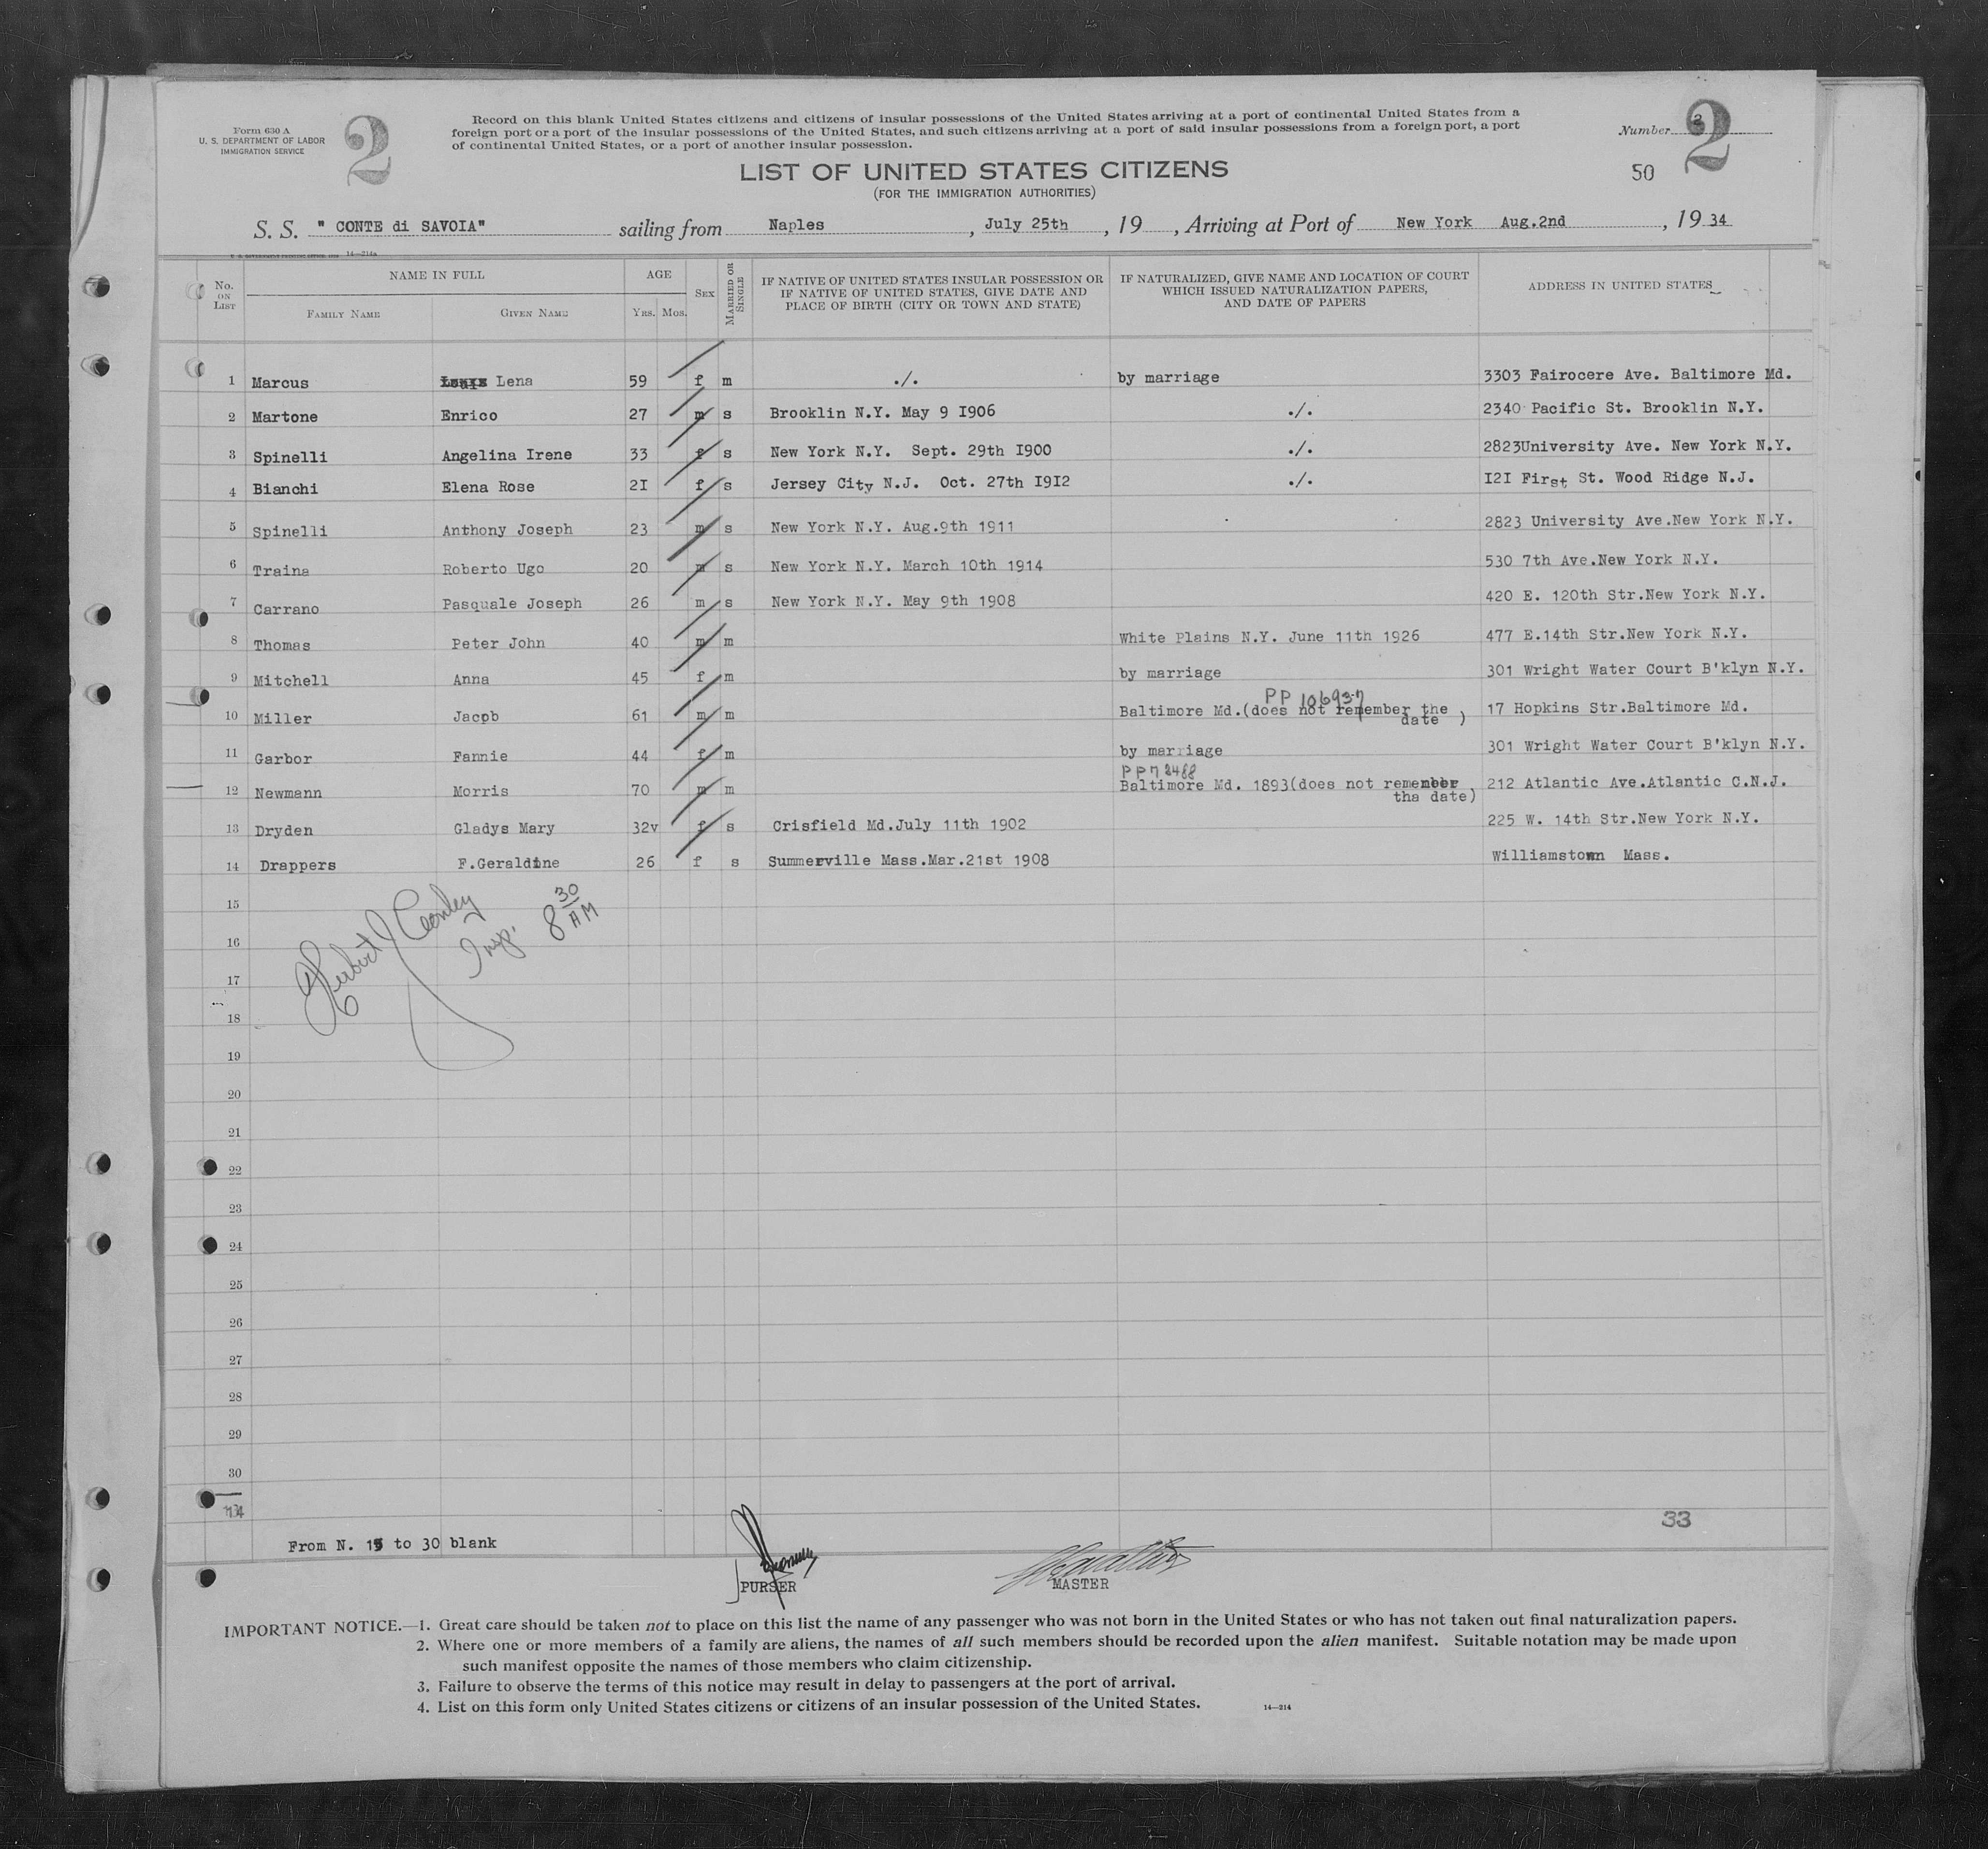 Form 630 A
U. S. DEPARTMENT OF LABOR
IMMIGRATION SERVICE
2
Record on this blank United States citizens and citizens of insular possessions of the United States arriving at a port of continental United States from a
foreign port or a port of the insular possessions of the United States, and such citizens arriving at a port of said insular possessions from a foreign port, a port
of continental United States, or a port of another insular possession.
Number 2
50
LIST OF UNITED STATES CITIZENS
(FOR THE IMMIGRATION AUTHORITIES)
S. S. " CONTE di SAVOIA" sailing from Naples, July 25th, 19 , Arriving at Port of New York Aug.2nd, 19 34
14—214a
No. ON LIST NAME IN FULL AGE SEX MARRIED OR SINGLE IF NATIVE OF UNITED STATES INSULAR POSSESSION OR IF NATIVE OF UNITED STATES, GIVE DATE AND PLACE OF BIRTH (CITY OR TOWN AND STATE) IF NATURALIZED, GIVE NAME AND LOCATION OF COURT WHICH ISSUED NATURALIZATION PAPERS, AND DATE OF PAPERS ADDRESS IN UNITED STATES
FAMILY NAME GIVEN NAME YRS. MOS.
1 Marcus Lena 59 f m ./. by marriage 3303 Fairocere Ave. Baltimore Md.
2 Martone Enrico 27 m s Brooklin N.Y. May 9 I906 ./. 2340 Pacific St. Brooklin N.Y.
3 Spinelli Angelina Irene 33 f s New York N.Y. Sept. 29th I900 ./. 2823University Ave. New York N.Y.
4 Bianchi Elena Rose 2I f s Jersey City N.J. Oct. 27th I9I2 ./. I2I First St. Wood Ridge N.J.
5 Spinelli Anthony Joseph 23 m s New York N.Y. Aug.9th 1911 2823 University Ave.New York N.Y.
6 Traina Roberto Ugo 20 m s New York N.Y. March 10th 1914 530 7th Ave.New York N.Y.
7 Carrano Pasquale Joseph 26 m s New York N.Y. May 9th 1908 420 E. 120th Str.New York N.Y.
8 Thomas Peter John 40 m m White Plains N.Y. June 11th 1926 477 E.14th Str.New York N.Y.
9 Mitchell Anna 45 f m by marriage 301 Wright Water Court B'klyn N.Y.
PP 106937
10 Miller Jacob 61 m m Baltimore Md.(does not remember the date ) 17 Hopkins Str.Baltimore Md.
11 Garbor Fannie 44 f m by marriage 301 Wright Water Court B'klyn N.Y.
PP 72488
12 Newmann Morris 70 m m Baltimore Md. 1893(does not remember tha date) 212 Atlantic Ave.Atlantic C.N.J.
13 Dryden Gladys Mary 32v f s Crisfield Md.July 11th 1902 225 W. 14th Str.New York N.Y.
14 Drappers F.Geraldine 26 f s Summerville Mass.Mar.21st 1908 Williamstown Mass.
15
Insp. 8 30 AM
16
17
18
19
20
21
22
23
24
25
26
27
28
29
30
33
From N. 15 to 30 blank
PURSER
MASTER
IMPORTANT NOTICE.—1. Great care should be taken not to place on this list the name of any passenger who was not born in the United States or who has not taken out final naturalization papers.
2. Where one or more members of a family are aliens, the names of all such members should be recorded upon the alien manifest. Suitable notation may be made upon
such manifest opposite the names of those members who claim citizenship.
3. Failure to observe the terms of this notice may result in delay to passengers at the port of arrival.
4. List on this form only United States citizens or citizens of an insular possession of the United States.
14—214